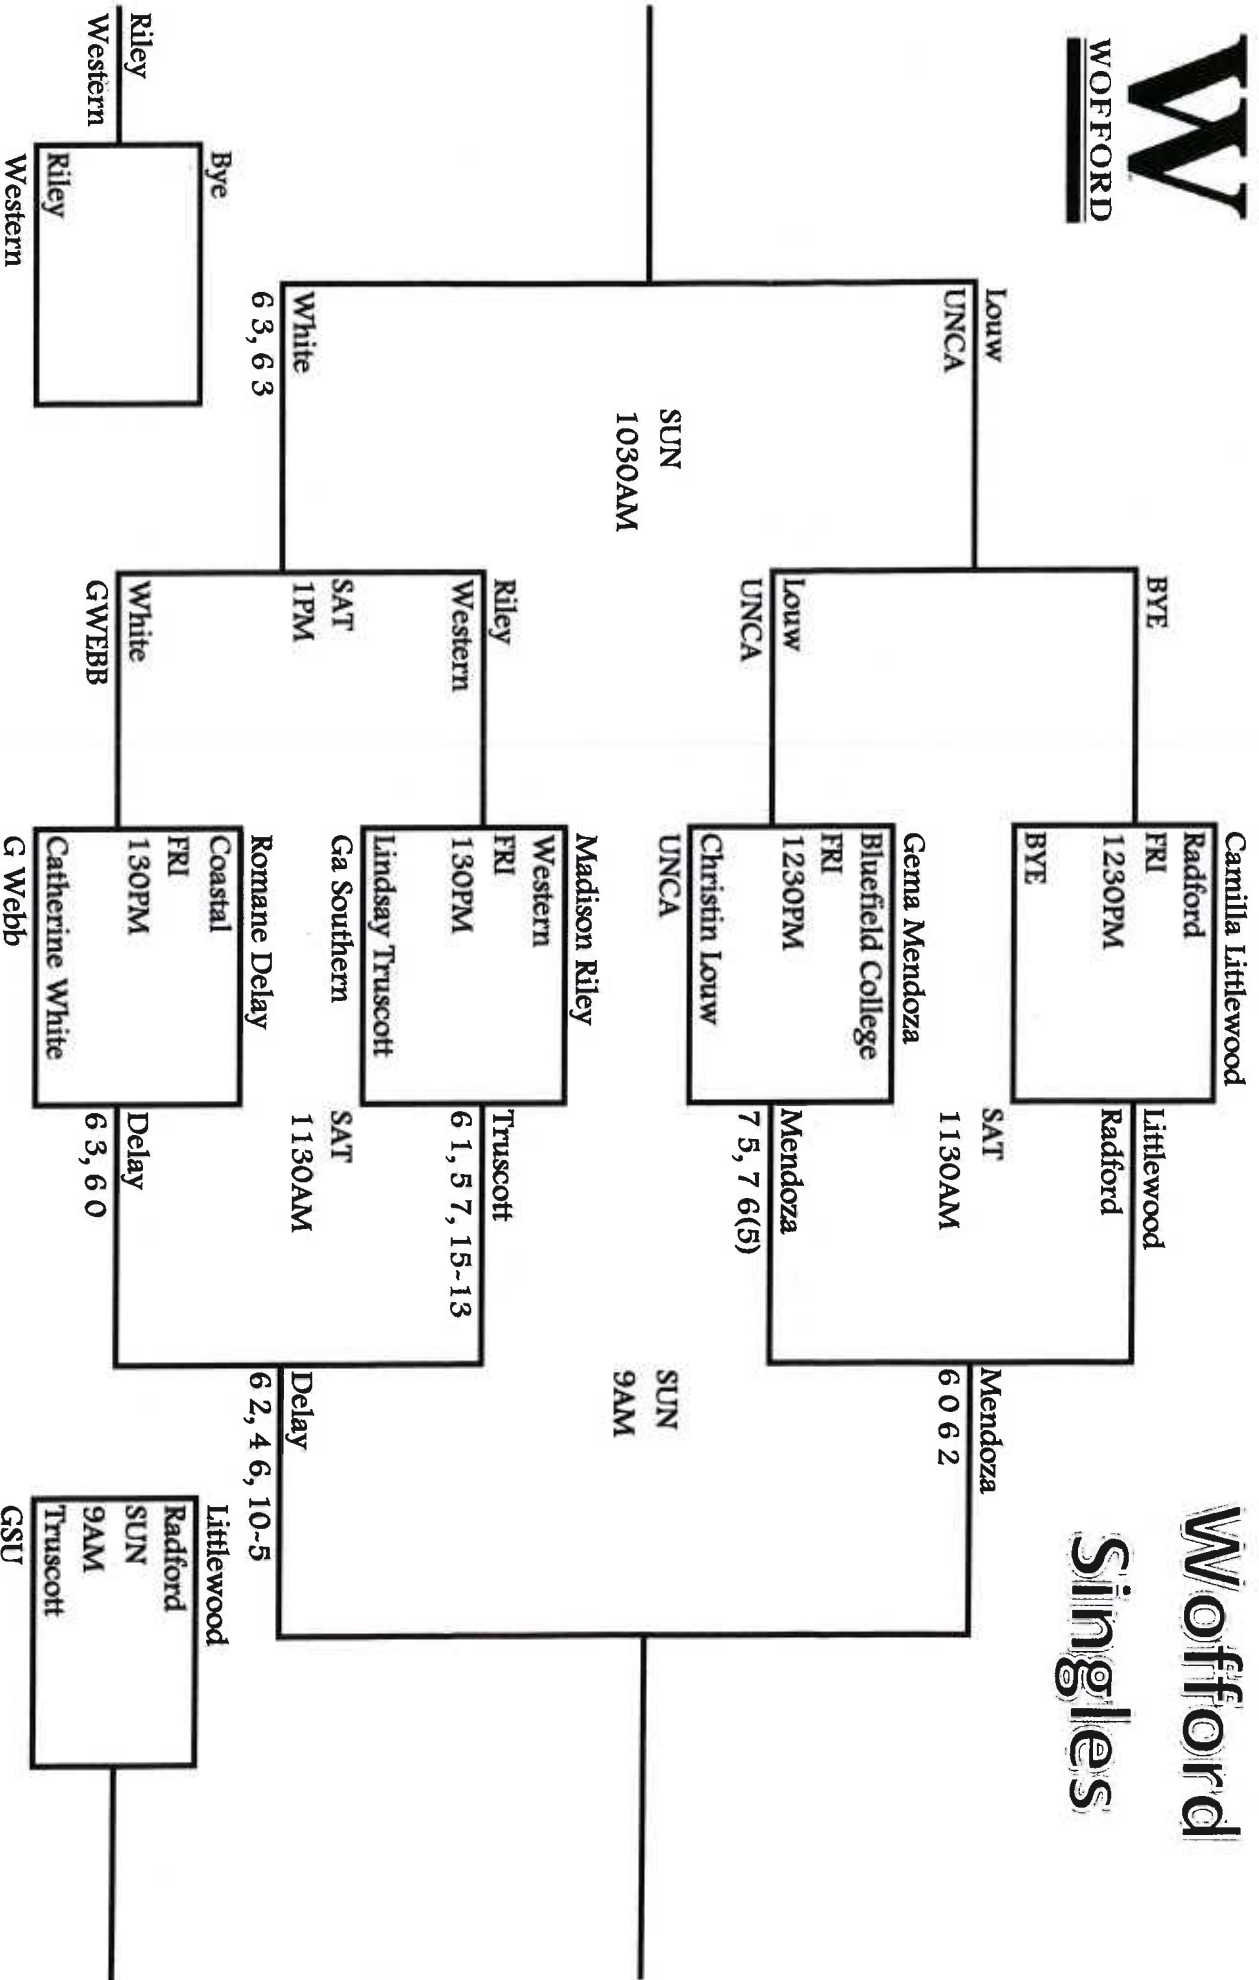 W
WOFFORD
Wofford
Singles
Camilla Littlewood
Radford
FRI
1230PM
BYE
Littlewood
Radford
BYE
SAT
1130AM
Mendoza
6 0 6 2
Louw
UNCA
Gema Mendoza
Bluefield College
FRI
1230PM
Christin Louw
UNCA
Mendoza
7 5, 7 6(5)
Louw
UNCA
SUN
1030AM
SUN
9AM
Madison Riley
Western
FRI
130PM
Lindsay Truscott
Ga Southern
Truscott
6 1, 5 7, 15-13
Riley
Western
SAT
1PM
SAT
1130AM
White
6 3, 6 3
Delay
6 2, 4 6, 10-5
Romane Delay
Coastal
FRI
130PM
Catherine White
G Webb
Delay
6 3, 6 0
White
GWEBB
Bye
Riley
Western
Riley
Western
Littlewood
Radford
SUN
9AM
Truscott
GSU